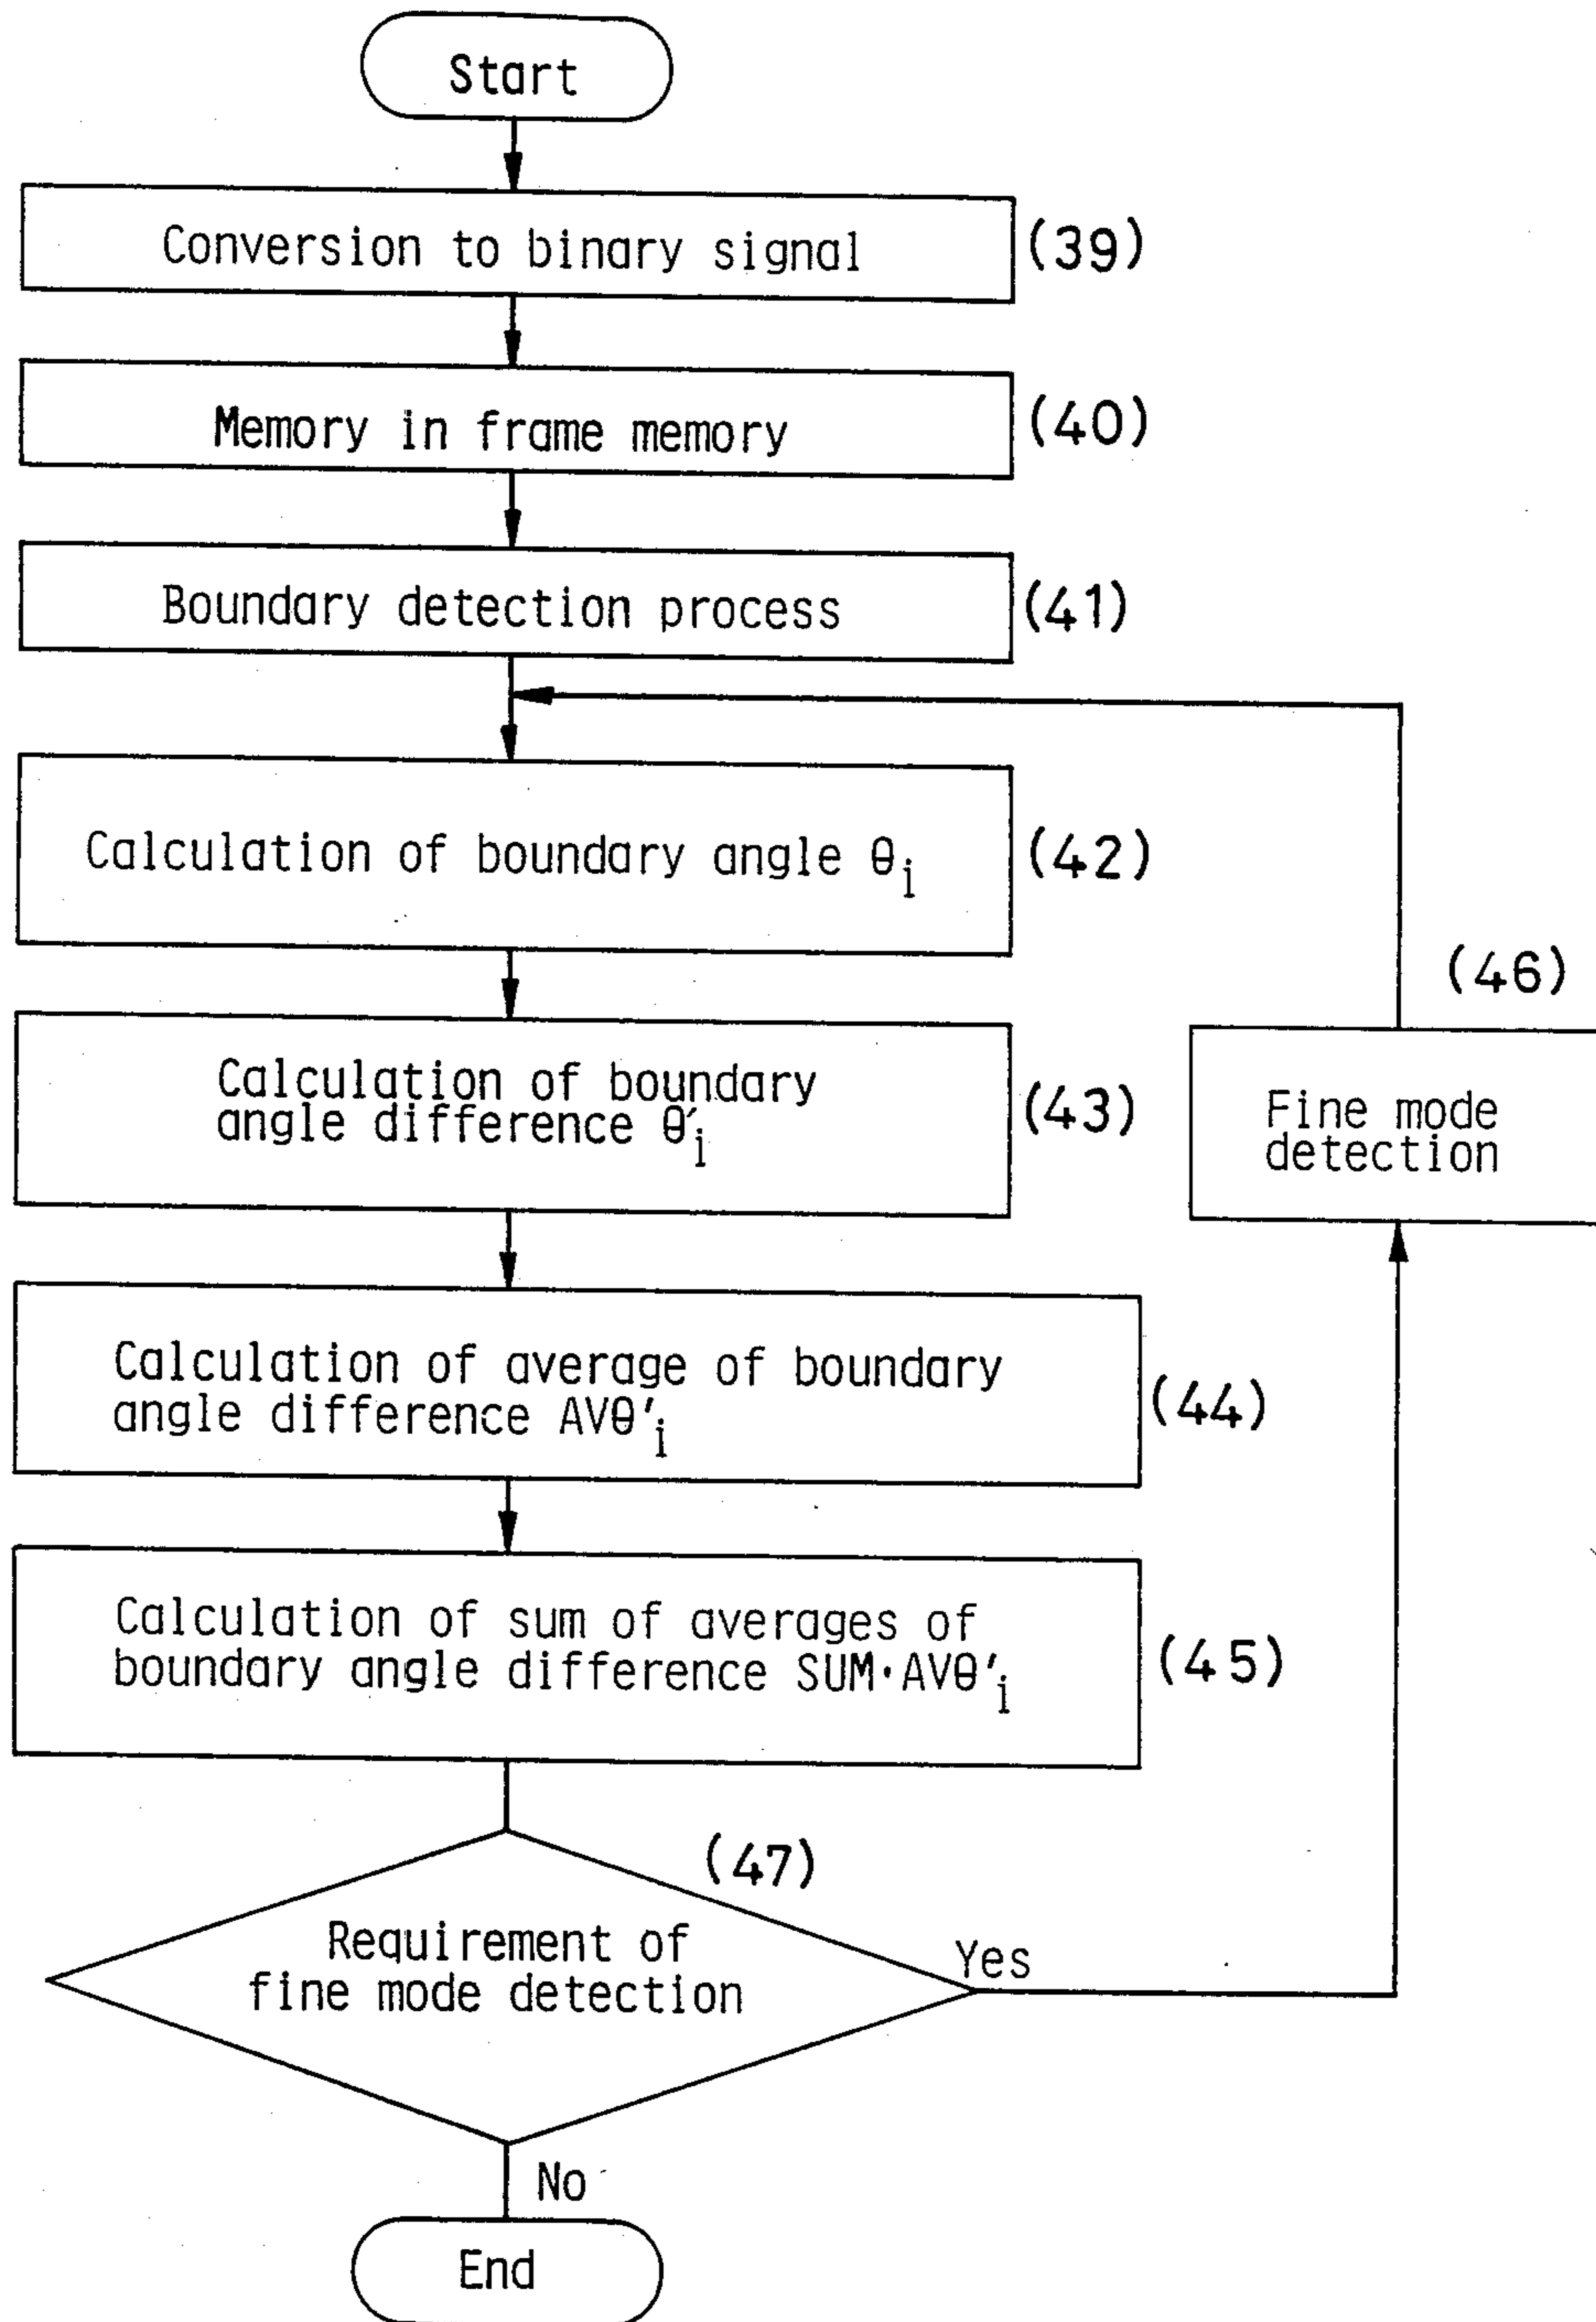 Start
Conversion to binary signal (39)
Memory in frame memory (40)
Boundary detection process (41)
Calculation of boundary angle θi (42)
(46)
Calculation of boundary
angle difference θ′i (43)
Fine mode
detection
Calculation of average of boundary
angle difference AVθ′i (44)
Calculation of sum of averages of
boundary angle difference SUM·AVθ′i (45)
(47)
Requirement of
fine mode detection
Yes
No
End